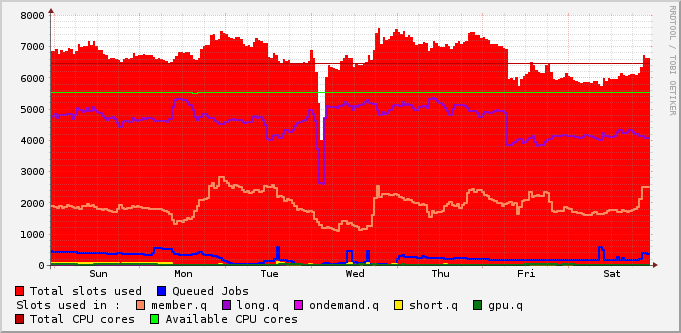 8000
7000
6000
5000
4000
3000
2000
1000
0
Sun Mon Tue Wed Thu Fri Sat
RRDTOOL / TOBI OETIKER
Total slots used Queued Jobs
Slots used in : member.q long.q ondemand.q short.q gpu.q
Total CPU cores Available CPU cores